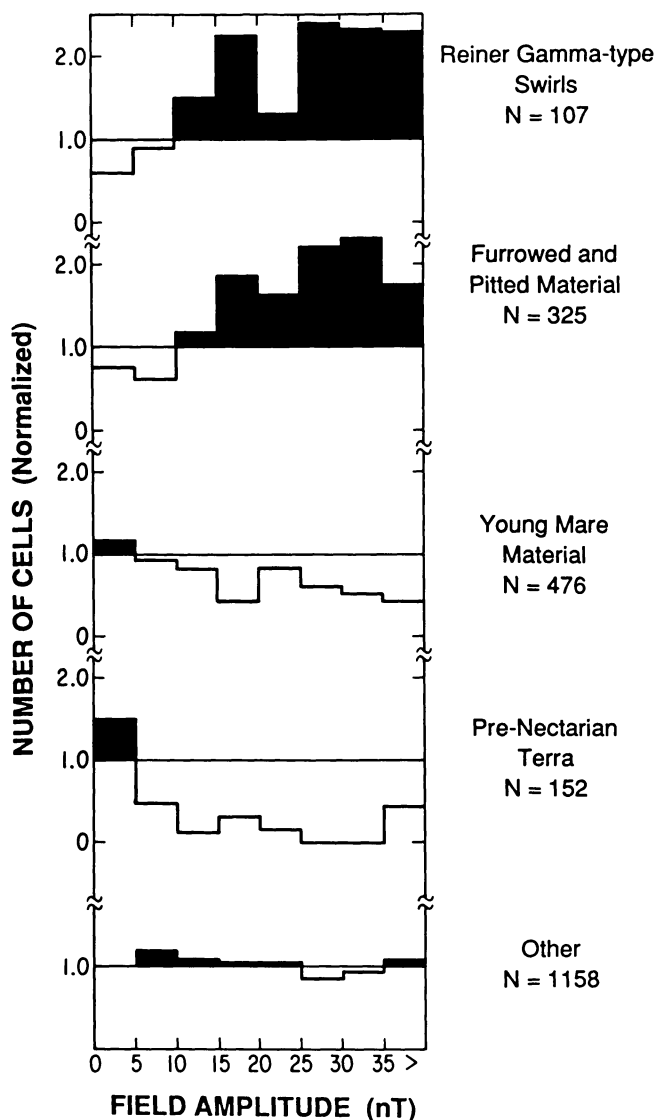 NUMBER OF CELLS (Normalized)
2.0
1.0
0
Reiner Gamma-type
Swirls
N = 107
2.0
1.0
0
Furrowed and
Pitted Material
N = 325
2.0
1.0
0
Young Mare
Material
N = 476
2.0
1.0
0
Pre-Nectarian
Terra
N = 152
1.0
Other
N = 1158
0 5 10 15 20 25 30 35 >
FIELD AMPLITUDE (nT)